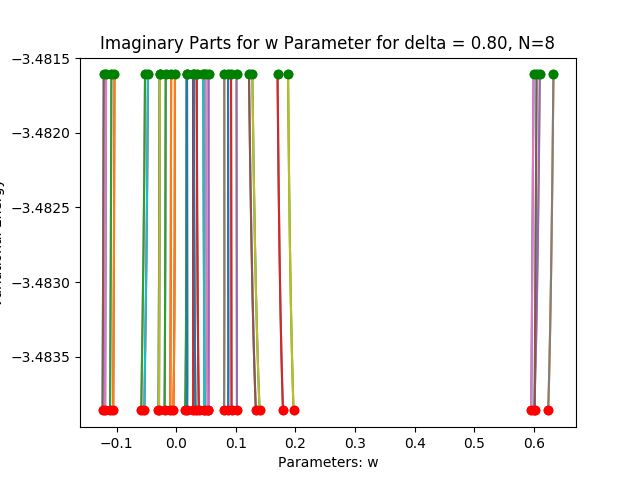 Imaginary Parts for w Parameter for delta = 0.80, N=8
−3.4815
−3.4820
−3.4825
−3.4830
−3.4835
−0.1 0.0 0.1 0.2 0.3 0.4 0.5 0.6
Parameters: w